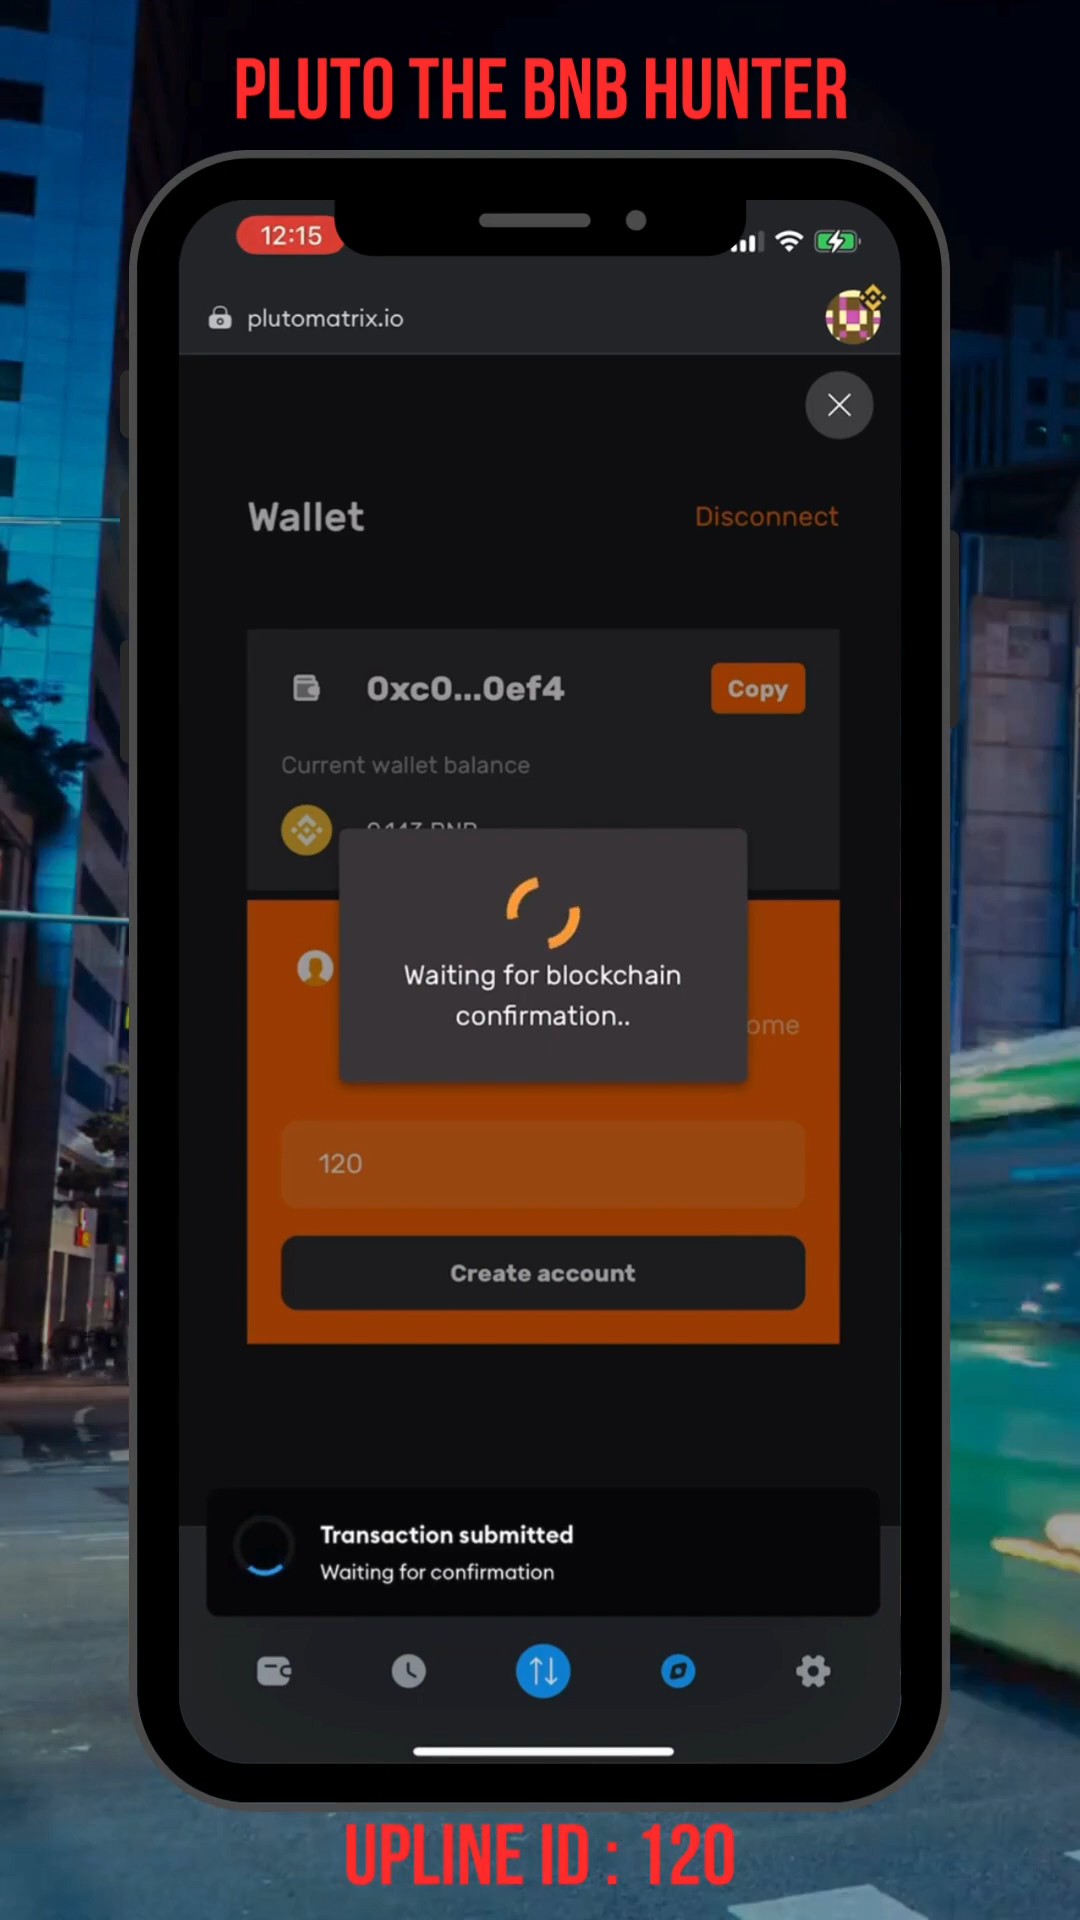 PLUTO THE BNB HUNTER
12:15
plutomatrix.io
Wallet
Disconnect
0xc0...0ef4
Copy
Current wallet balance
Waiting for blockchain
confirmation..
120
Create account
Transaction submitted
Waiting for confirmation
UPLINE ID : 120